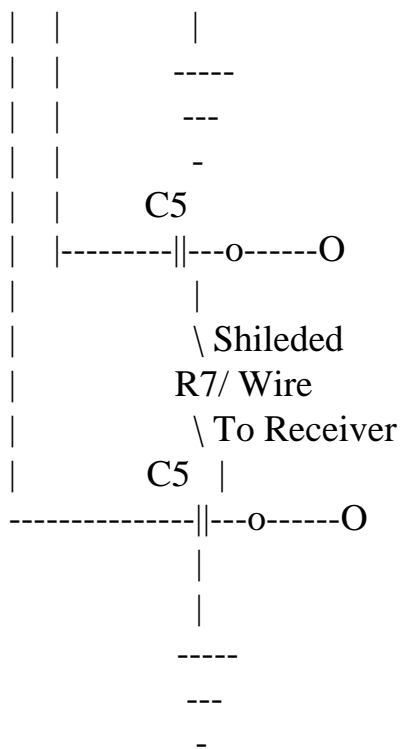 | | |
| | -----
| | ---
| | -
| | C5
| |---------||---o------O
| |
| \ Shileded
| R7/ Wire
| \ To Receiver
| C5 |
----------------||---o------O
|
|
-----
---
-